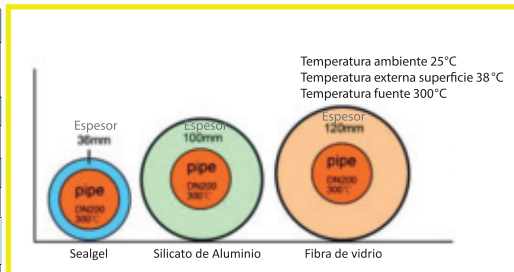 Temperatura ambiente 25°C
Temperatura externa superficie 38°C
Temperatura fuente 300°C
Espesor
36mm
pipe
DN200
300°C
Sealgel
Espesor
100mm
pipe
DN200
300°C
Silicato de Aluminio
Espesor
120mm
pipe
DN200
300°C
Fibra de vidrio